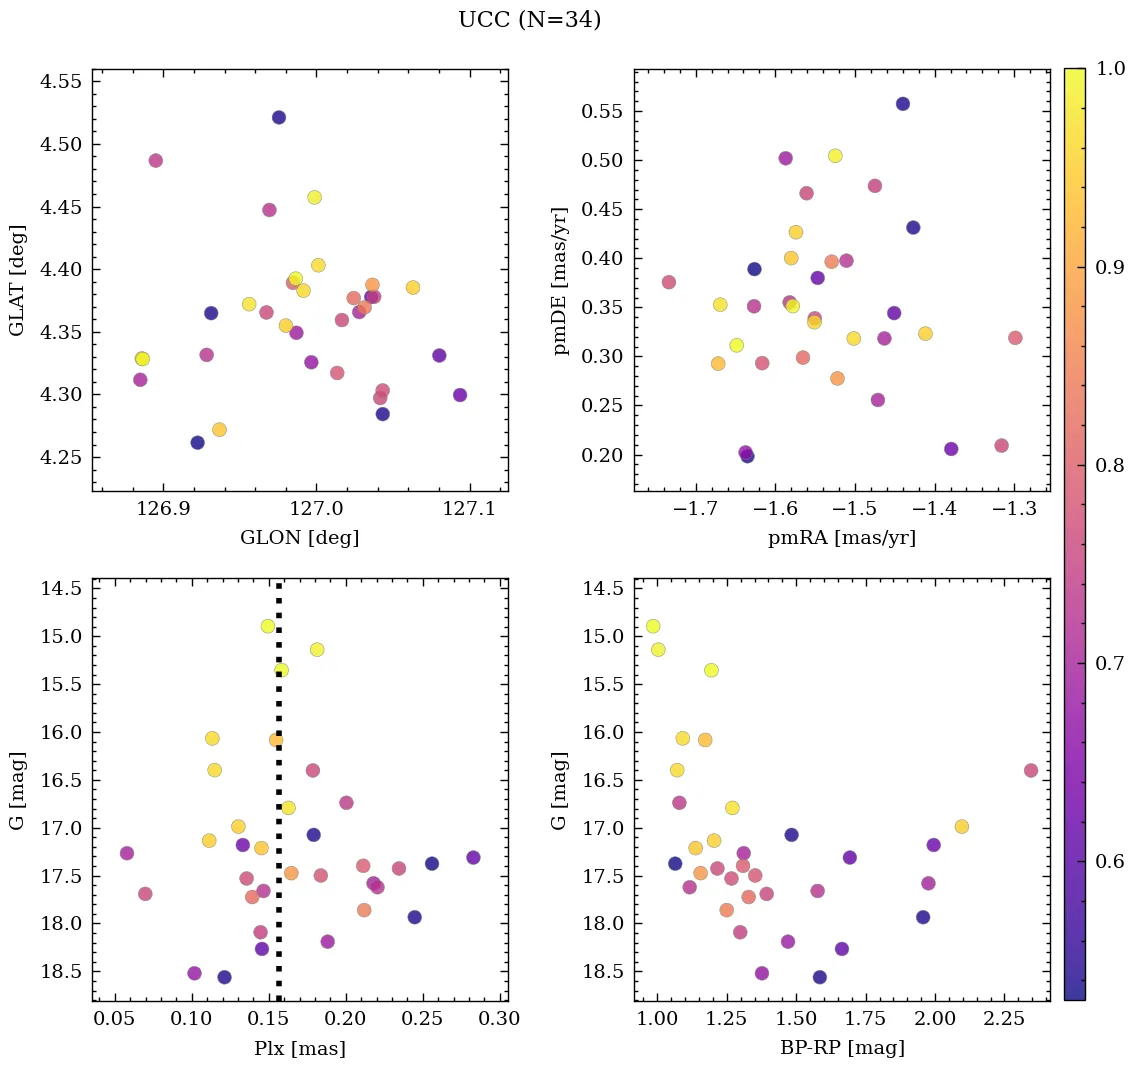 UCC (N=34)
4.55
4.50
4.45
4.40
4.35
4.30
4.25
GLAT [deg]
126.9 127.0 127.1
GLON [deg]
0.55
0.50
0.45
0.40
0.35
0.30
0.25
0.20
pmDE [mas/yr]
−1.7 −1.6 −1.5 −1.4 −1.3
pmRA [mas/yr]
14.5
15.0
15.5
16.0
16.5
17.0
17.5
18.0
18.5
G [mag]
0.05 0.10 0.15 0.20 0.25 0.30
Plx [mas]
14.5
15.0
15.5
16.0
16.5
17.0
17.5
18.0
18.5
G [mag]
1.00 1.25 1.50 1.75 2.00 2.25
BP-RP [mag]
1.0
0.9
0.8
0.7
0.6